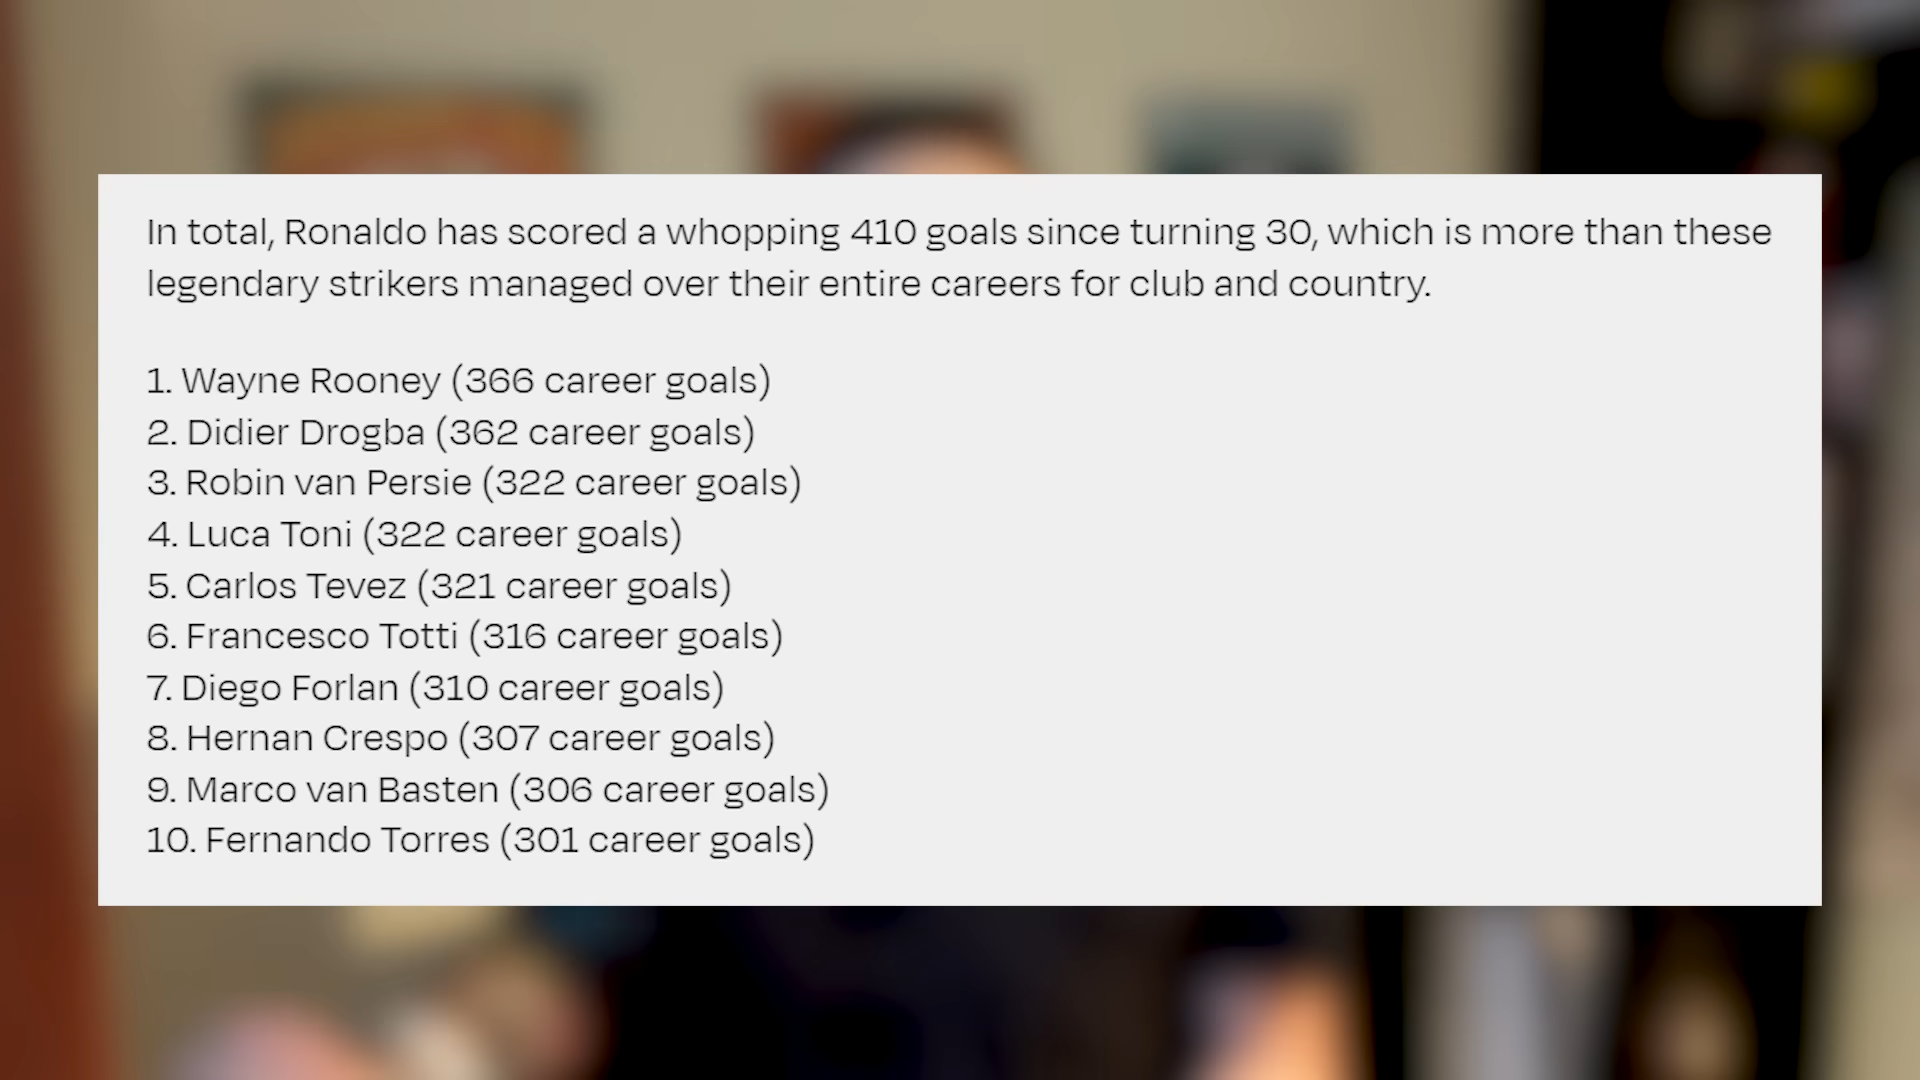 In total, Ronaldo has scored a whopping 410 goals since turning 30, which is more than these
legendary strikers managed over their entire careers for club and country.
1. Wayne Rooney (366 career goals)
2. Didier Drogba (362 career goals)
3. Robin van Persie (322 career goals)
4. Luca Toni (322 career goals)
5. Carlos Tevez (321 career goals)
6. Francesco Totti (316 career goals)
7. Diego Forlan (310 career goals)
8. Hernan Crespo (307 career goals)
9. Marco van Basten (306 career goals)
10. Fernando Torres (301 career goals)